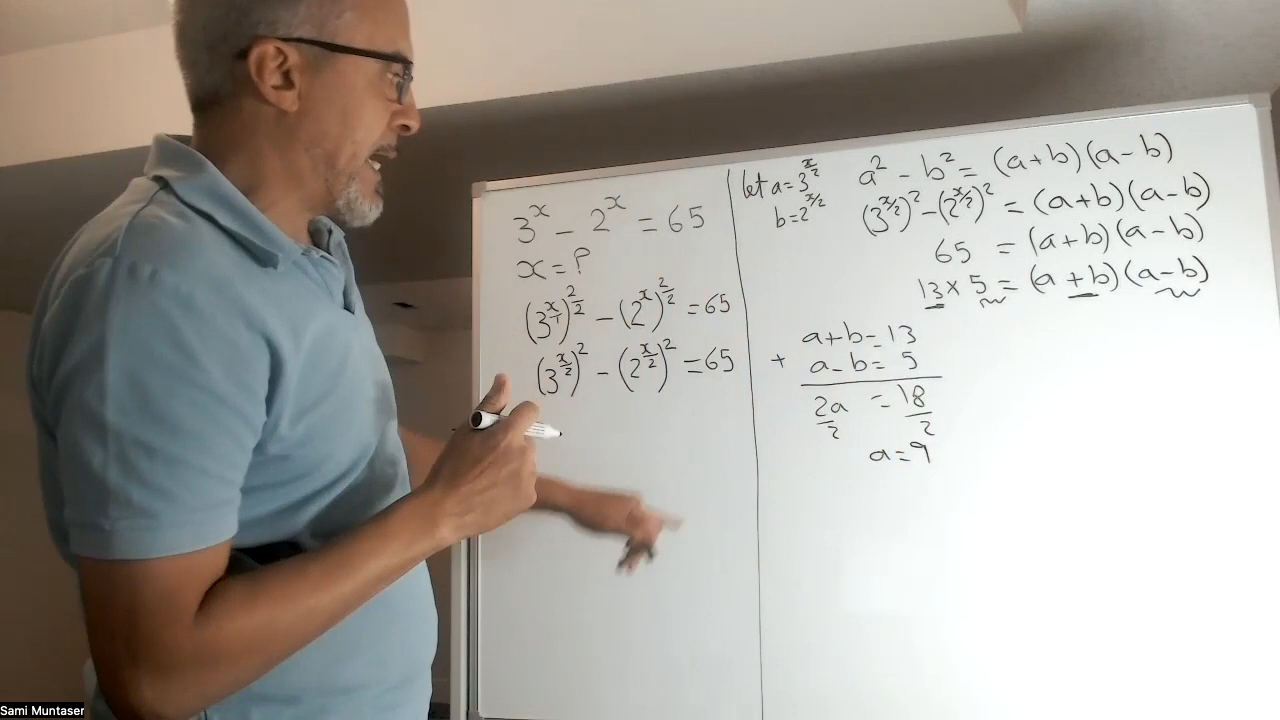 3^x - 2^x = 65
x = ?
(3^(x/1))^(2/2) - (2^x)^(2/2) = 65
(3^(x/2))^2 - (2^(x/2))^2 = 65
let a = 3^(x/2)
b = 2^(x/2)
a^2 - b^2 = (a+b)(a-b)
(3^(x/2))^2 - (2^(x/2))^2 = (a+b)(a-b)
65 = (a+b)(a-b)
13 x 5 = (a+b)(a-b)
a+b = 13
+ a-b = 5
2a/2 = 18/2
a = 9
Sami Muntaser